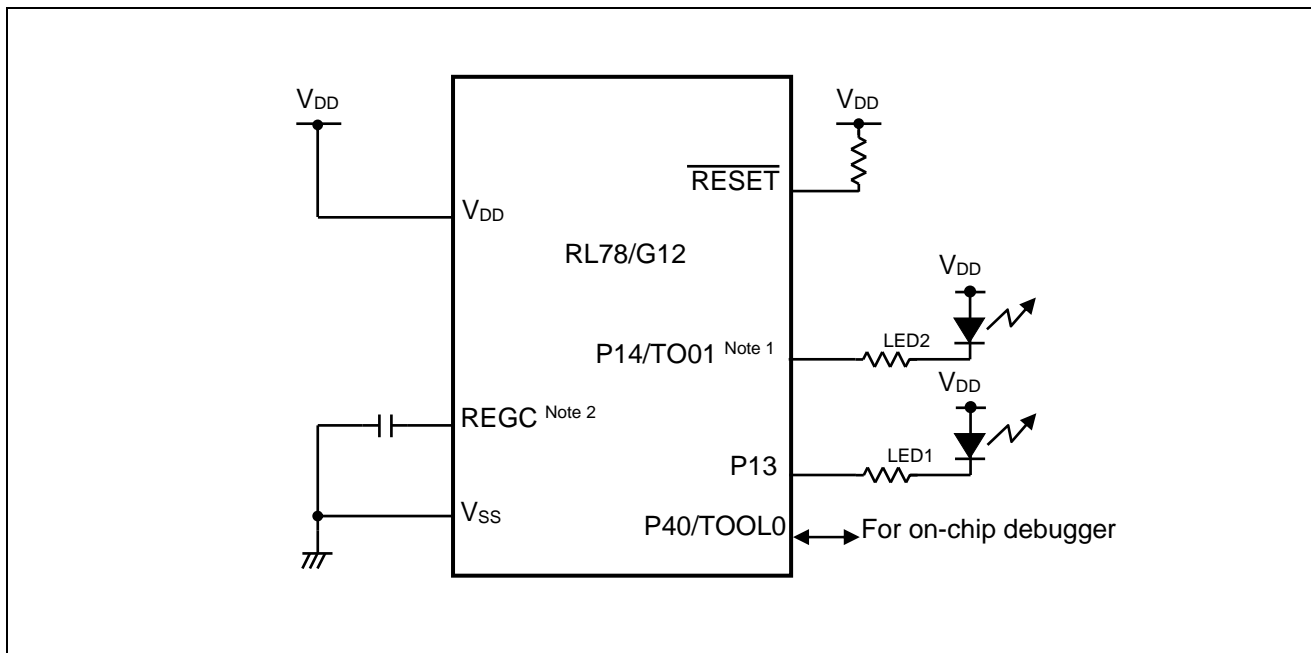 VDD
VDD
RESET
VDD
RL78/G12
VDD
LED2
P14/TO01 Note 1
VDD
REGC Note 2
LED1
P13
VSS
P40/TOOL0
For on-chip debugger